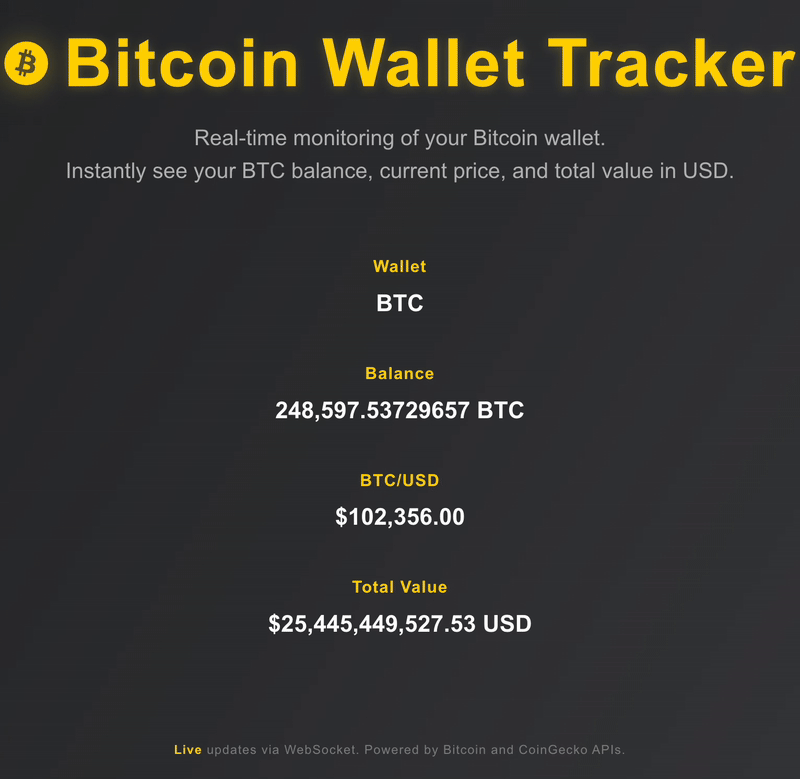 Bitcoin Wallet Tracker
Real-time monitoring of your Bitcoin wallet.
Instantly see your BTC balance, current price, and total value in USD.
Wallet
BTC
Balance
248,597.53729657 BTC
BTC/USD
$102,356.00
Total Value
$25,445,449,527.53 USD
Live updates via WebSocket. Powered by Bitcoin and CoinGecko APIs.